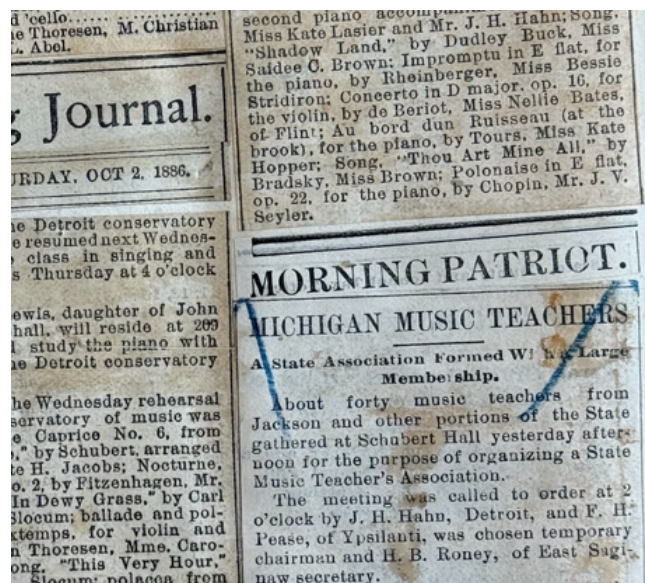 d 'cello
e Thoresen, M. Christian
L. Abel.
g Journal.
URDAY, OCT 2, 1886.
e Detroit conservatory
e resumed next Wednes-
class in singing and
s Thursday at 4 o'clock
ewis, daughter of John
hall, will reside at 209
study the piano with
e Detroit conservatory
he Wednesday rehearsal
servatory of music was
e Caprice No. 6, from
," by Schubert, arranged
te H. Jacobs; Nocturne,
o. 2, by Fitzenhagen, Mr.
In Dewy Grass," by Carl
Slocum; ballade and pol-
xtemps, for violin and
n Thoresen, Mme. Caro-
ong, "This Very Hour,"
Slocum; polacca from
second piano accompaniment
Miss Kate Lasier and Mr. J. H. Hahn; Song,
"Shadow Land," by Dudley Buck, Miss
Saidee C. Brown; Impromptu in E flat, for
the piano, by Rheinberger, Miss Bessie
Stridiron; Concerto in D major, op. 16, for
the violin, by de Beriot, Miss Nellie Bates,
of Flint; Au bord dun Ruisseau (at the
brook), for the piano, by Tours, Miss Kate
Hopper; Song, "Thou Art Mine All," by
Bradsky, Miss Brown; Polonaise in E flat,
op. 22, for the piano, by Chopin, Mr. J. V.
Seyler.
MORNING PATRIOT.
MICHIGAN MUSIC TEACHERS
A State Association Formed With a Large
Membership.
About forty music teachers from
Jackson and other portions of the State
gathered at Schubert Hall yesterday after-
noon for the purpose of organizing a State
Music Teacher's Association.
The meeting was called to order at 2
o'clock by J. H. Hahn, Detroit, and F. H.
Pease, of Ypsilanti, was chosen temporary
chairman and H. B. Roney, of East Sagi-
naw secretary.